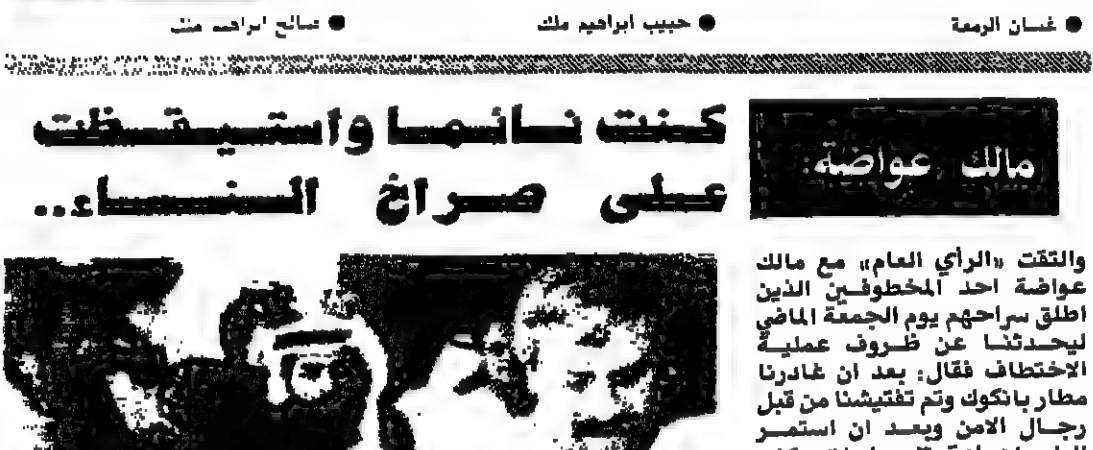 غسان الرمعة
حبيب ابراهيم ملك
صالح ابراهيم ملك
كنت نائما واستيقظت
على صراخ النساء..
مالك عواضة
والتقت «الرأي العام» مع مالك
عواضة احد المخطوفين الذين
اطلق سراحهم يوم الجمعة الماضي
ليحدثنا عن ظروف عملية
الاختطاف فقال: بعد ان غادرنا
مطار بانكوك وتم تفتيشنا من قبل
رجال الامن وبعد ان استمر